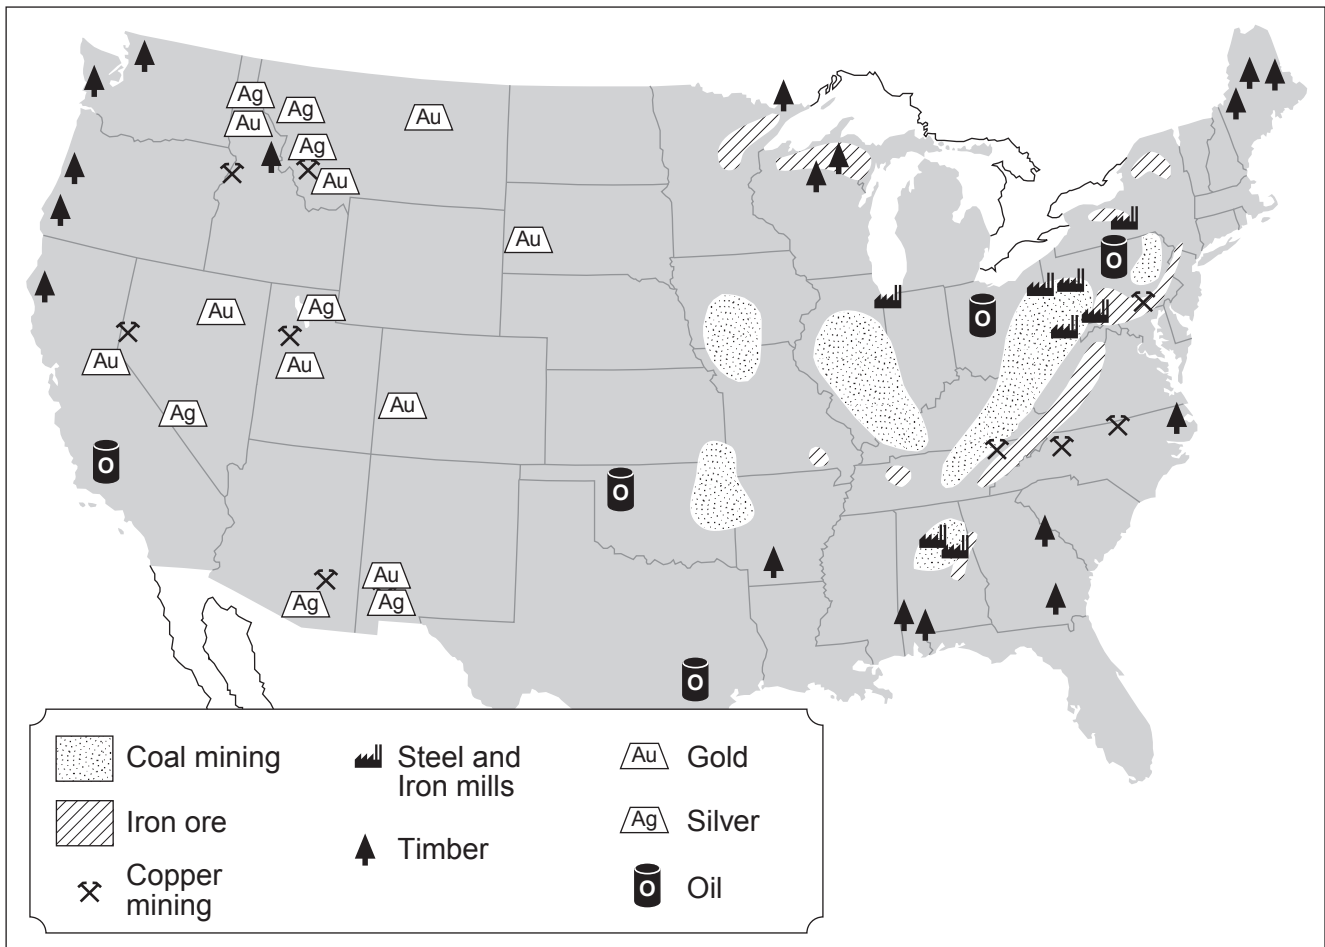 Ag
Ag
Au
Au
Ag
Au
Au
O
Au
Ag
O
Au
Au
Au
Ag
O
O
Au
Ag
Ag
O
Coal mining
Iron ore
Copper
mining
Steel and
Iron mills
Timber
Au Gold
Ag Silver
O Oil